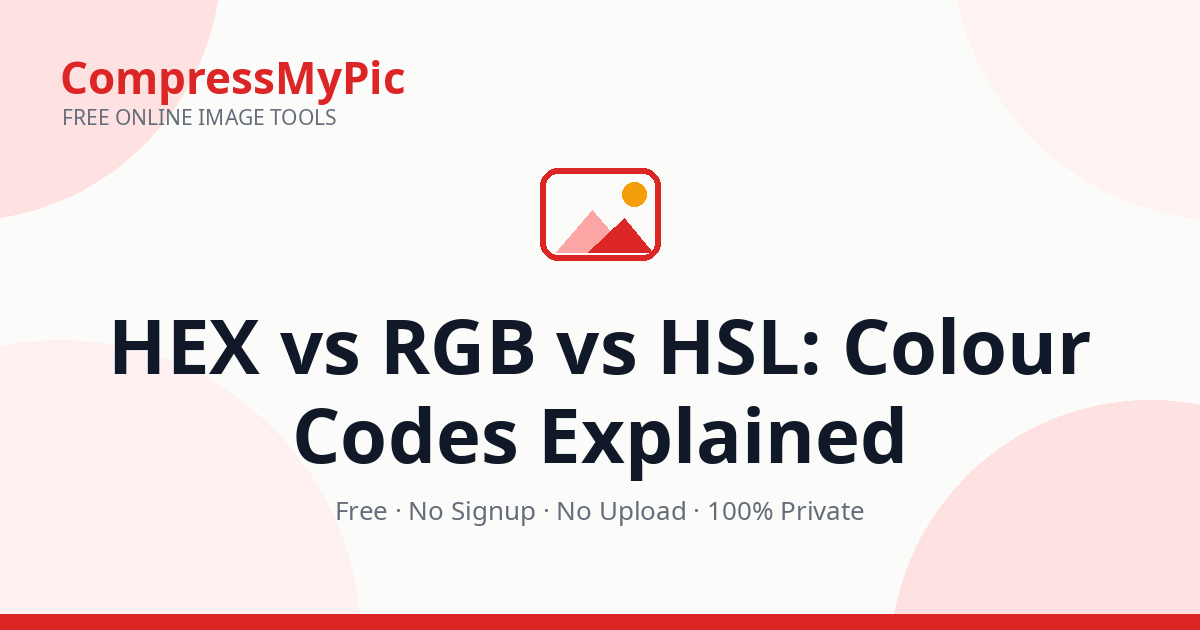 CompressMyPic
FREE ONLINE IMAGE TOOLS
HEX vs RGB vs HSL: Colour
Codes Explained
Free · No Signup · No Upload · 100% Private